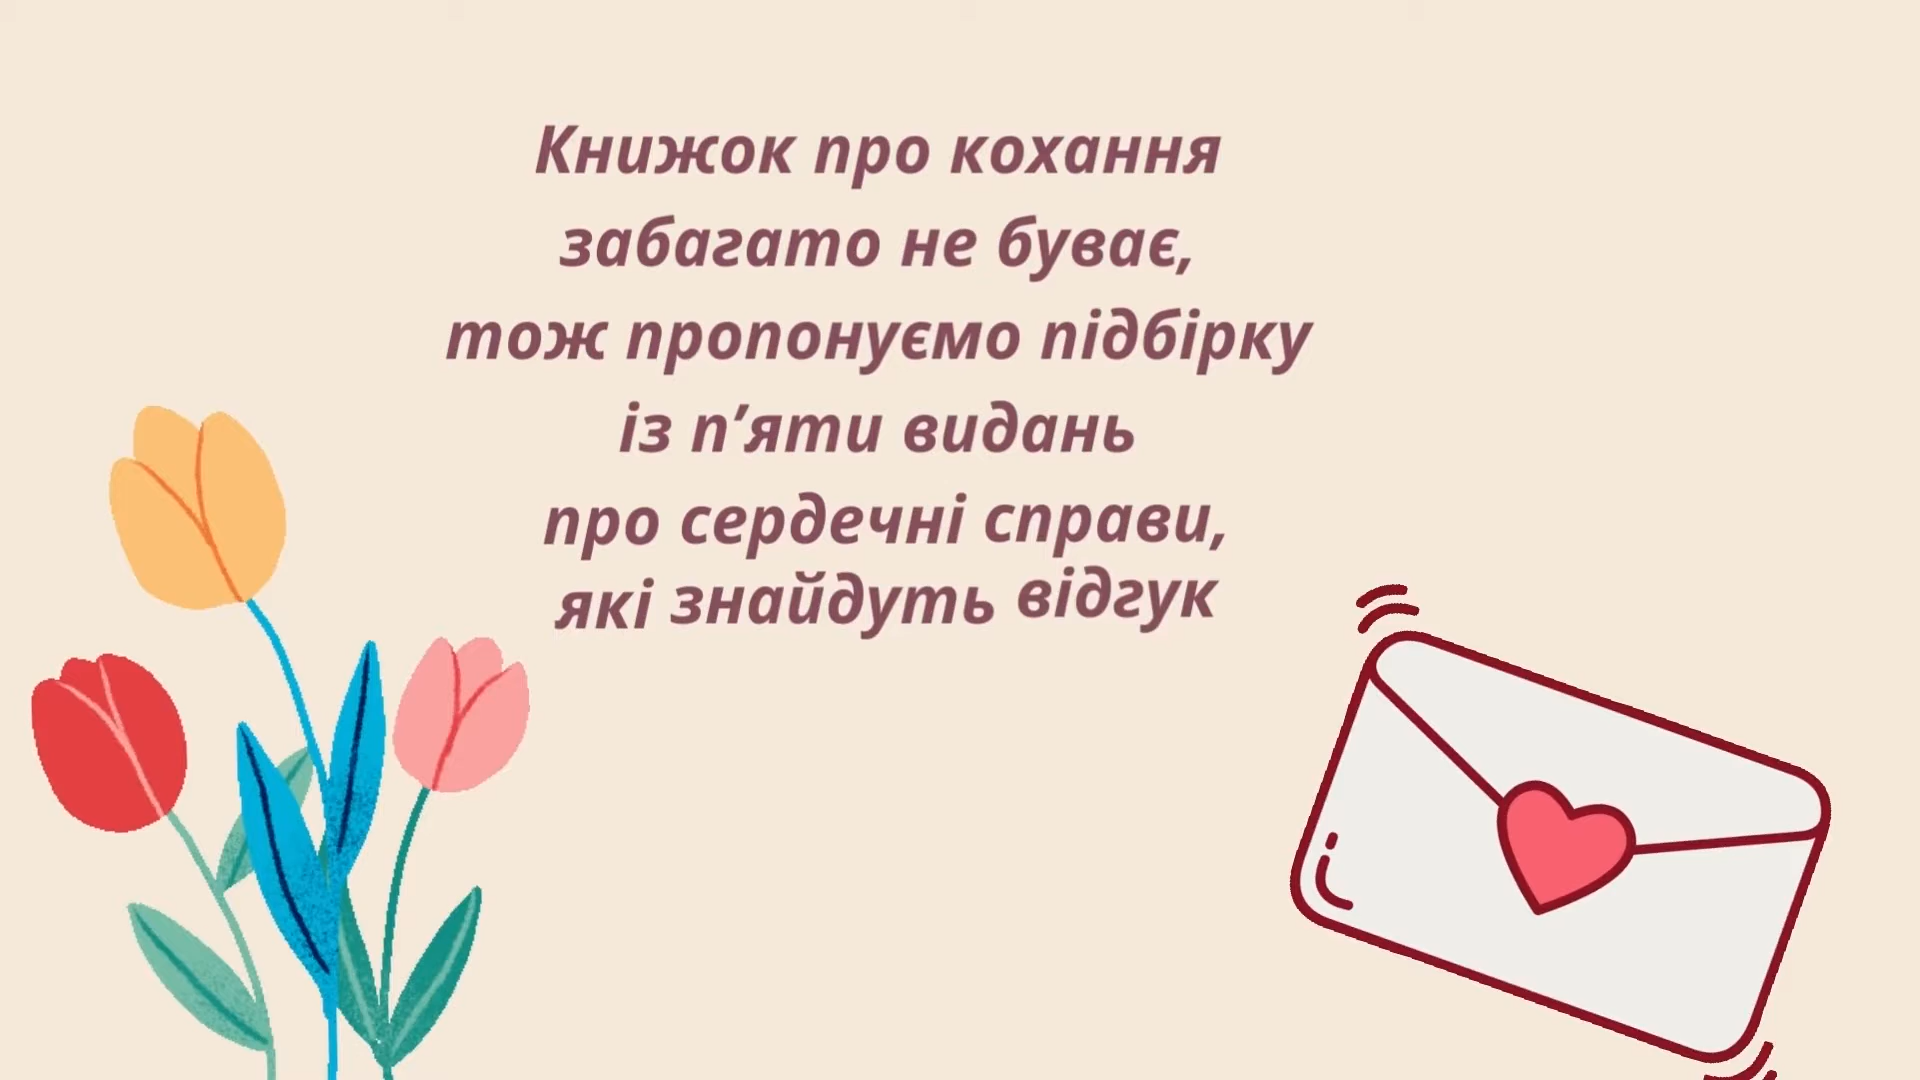 Книжок про кохання
забагато не буває,
тож пропонуємо підбірку
із п’яти видань
про сердечні справи,
які знайдуть відгук